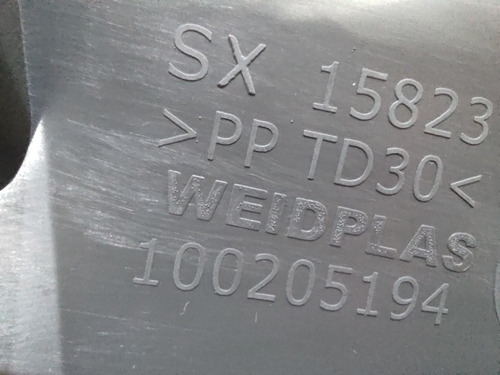 SX 15823
>PP TD30<
WEIDPLAS
100205194